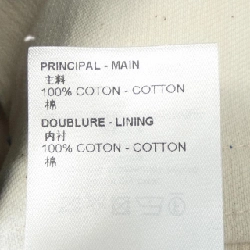 PRINCIPAL - MAIN
主料
100% COTON - COTTON
棉
DOUBLURE - LINING
内衬
100% COTON - COTTON
棉